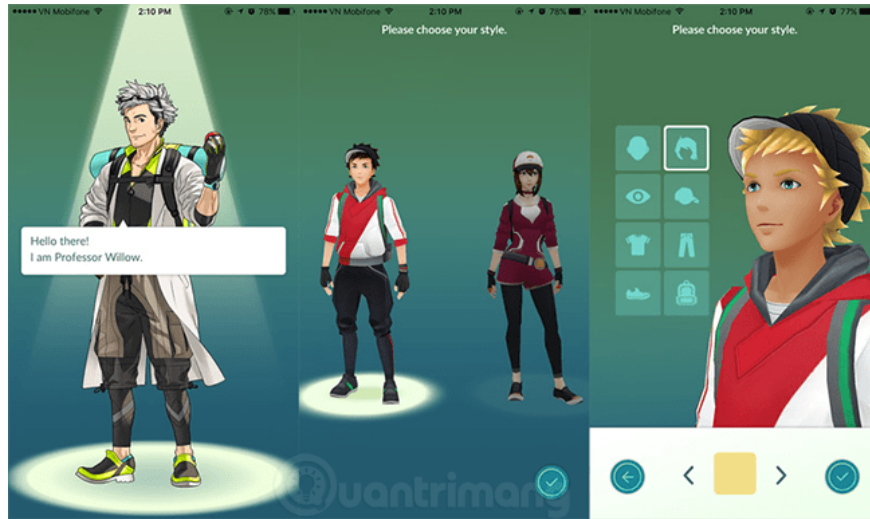 VN Mobifone
2:10 PM
78%
Hello there!
I am Professor Willow.
VN Mobifone
2:10 PM
78%
Please choose your style.
VN Mobifone
2:10 PM
77%
Please choose your style.
uantrimang